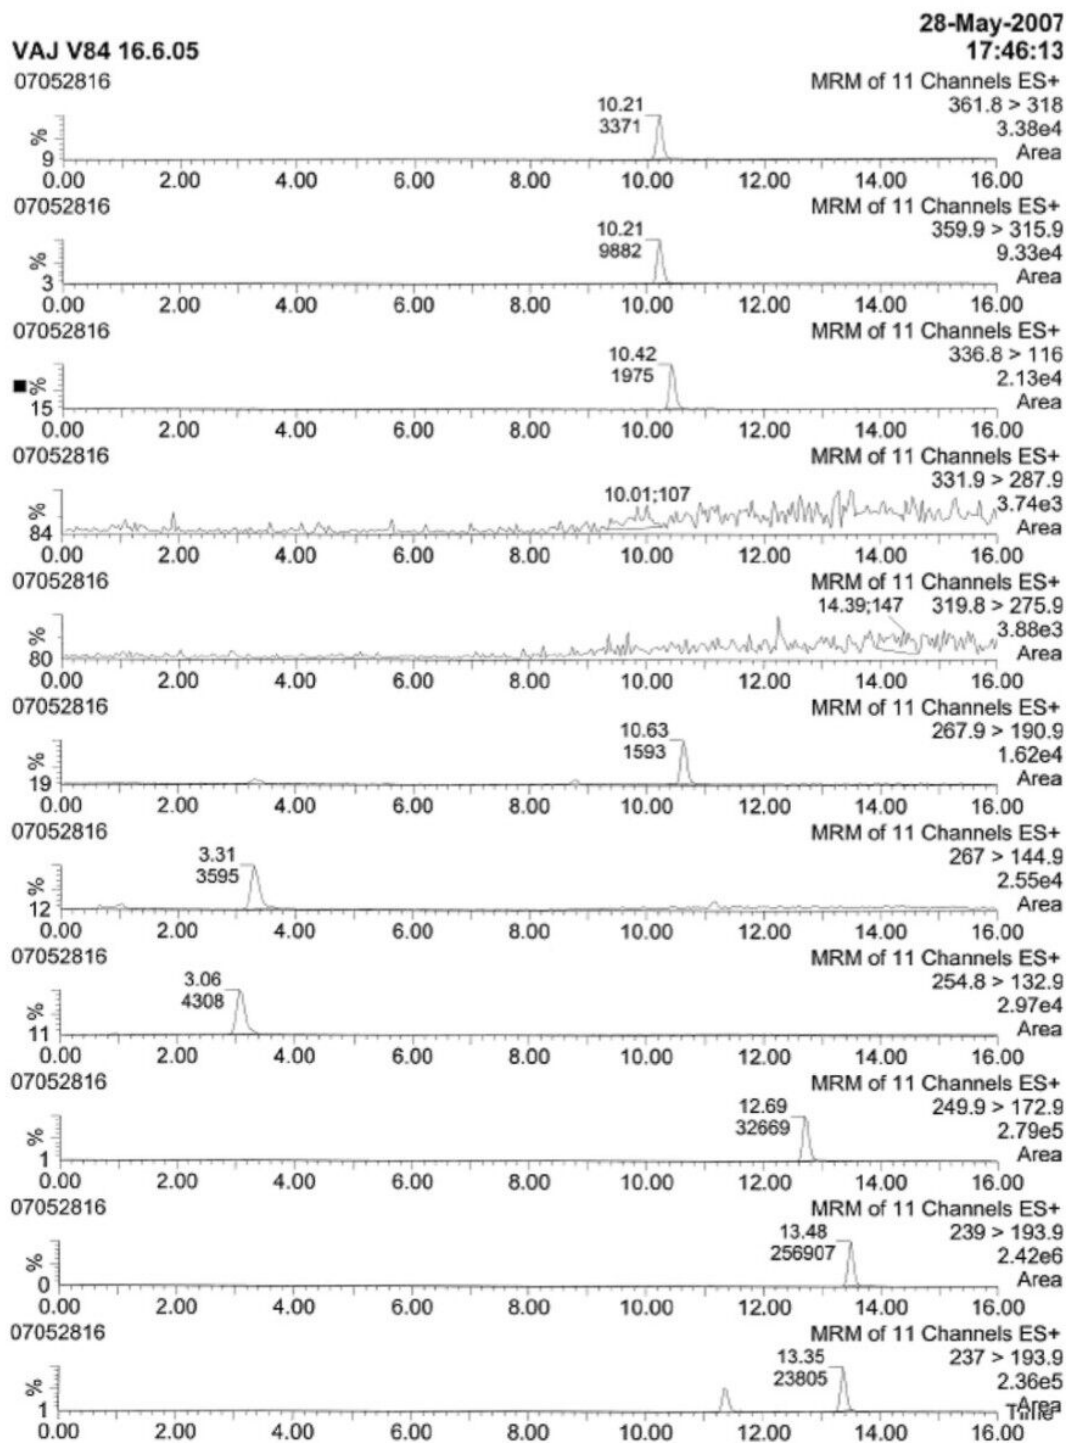 28-May-2007
VAJ V84 16.6.05 17:46:13
07052816 MRM of 11 Channels ES+
10.21 361.8 > 318
3371 3.38e4
% Area
9
0.00 2.00 4.00 6.00 8.00 10.00 12.00 14.00 16.00
07052816 MRM of 11 Channels ES+
10.21 359.9 > 315.9
9882 9.33e4
% Area
3
0.00 2.00 4.00 6.00 8.00 10.00 12.00 14.00 16.00
07052816 MRM of 11 Channels ES+
10.42 336.8 > 116
1975 2.13e4
% Area
15
0.00 2.00 4.00 6.00 8.00 10.00 12.00 14.00 16.00
07052816 MRM of 11 Channels ES+
331.9 > 287.9
10.01;107 3.74e3
% Area
84
0.00 2.00 4.00 6.00 8.00 10.00 12.00 14.00 16.00
07052816 MRM of 11 Channels ES+
14.39;147 319.8 > 275.9
3.88e3
% Area
80
0.00 2.00 4.00 6.00 8.00 10.00 12.00 14.00 16.00
07052816 MRM of 11 Channels ES+
10.63 267.9 > 190.9
1593 1.62e4
% Area
19
0.00 2.00 4.00 6.00 8.00 10.00 12.00 14.00 16.00
07052816 MRM of 11 Channels ES+
3.31 267 > 144.9
3595 2.55e4
% Area
12
0.00 2.00 4.00 6.00 8.00 10.00 12.00 14.00 16.00
07052816 MRM of 11 Channels ES+
3.06 254.8 > 132.9
4308 2.97e4
% Area
11
0.00 2.00 4.00 6.00 8.00 10.00 12.00 14.00 16.00
07052816 MRM of 11 Channels ES+
12.69 249.9 > 172.9
32669 2.79e5
% Area
1
0.00 2.00 4.00 6.00 8.00 10.00 12.00 14.00 16.00
07052816 MRM of 11 Channels ES+
13.48 239 > 193.9
256907 2.42e6
% Area
0
0.00 2.00 4.00 6.00 8.00 10.00 12.00 14.00 16.00
07052816 MRM of 11 Channels ES+
13.35 237 > 193.9
23805 2.36e5
% Area
1 Time
0.00 2.00 4.00 6.00 8.00 10.00 12.00 14.00 16.00